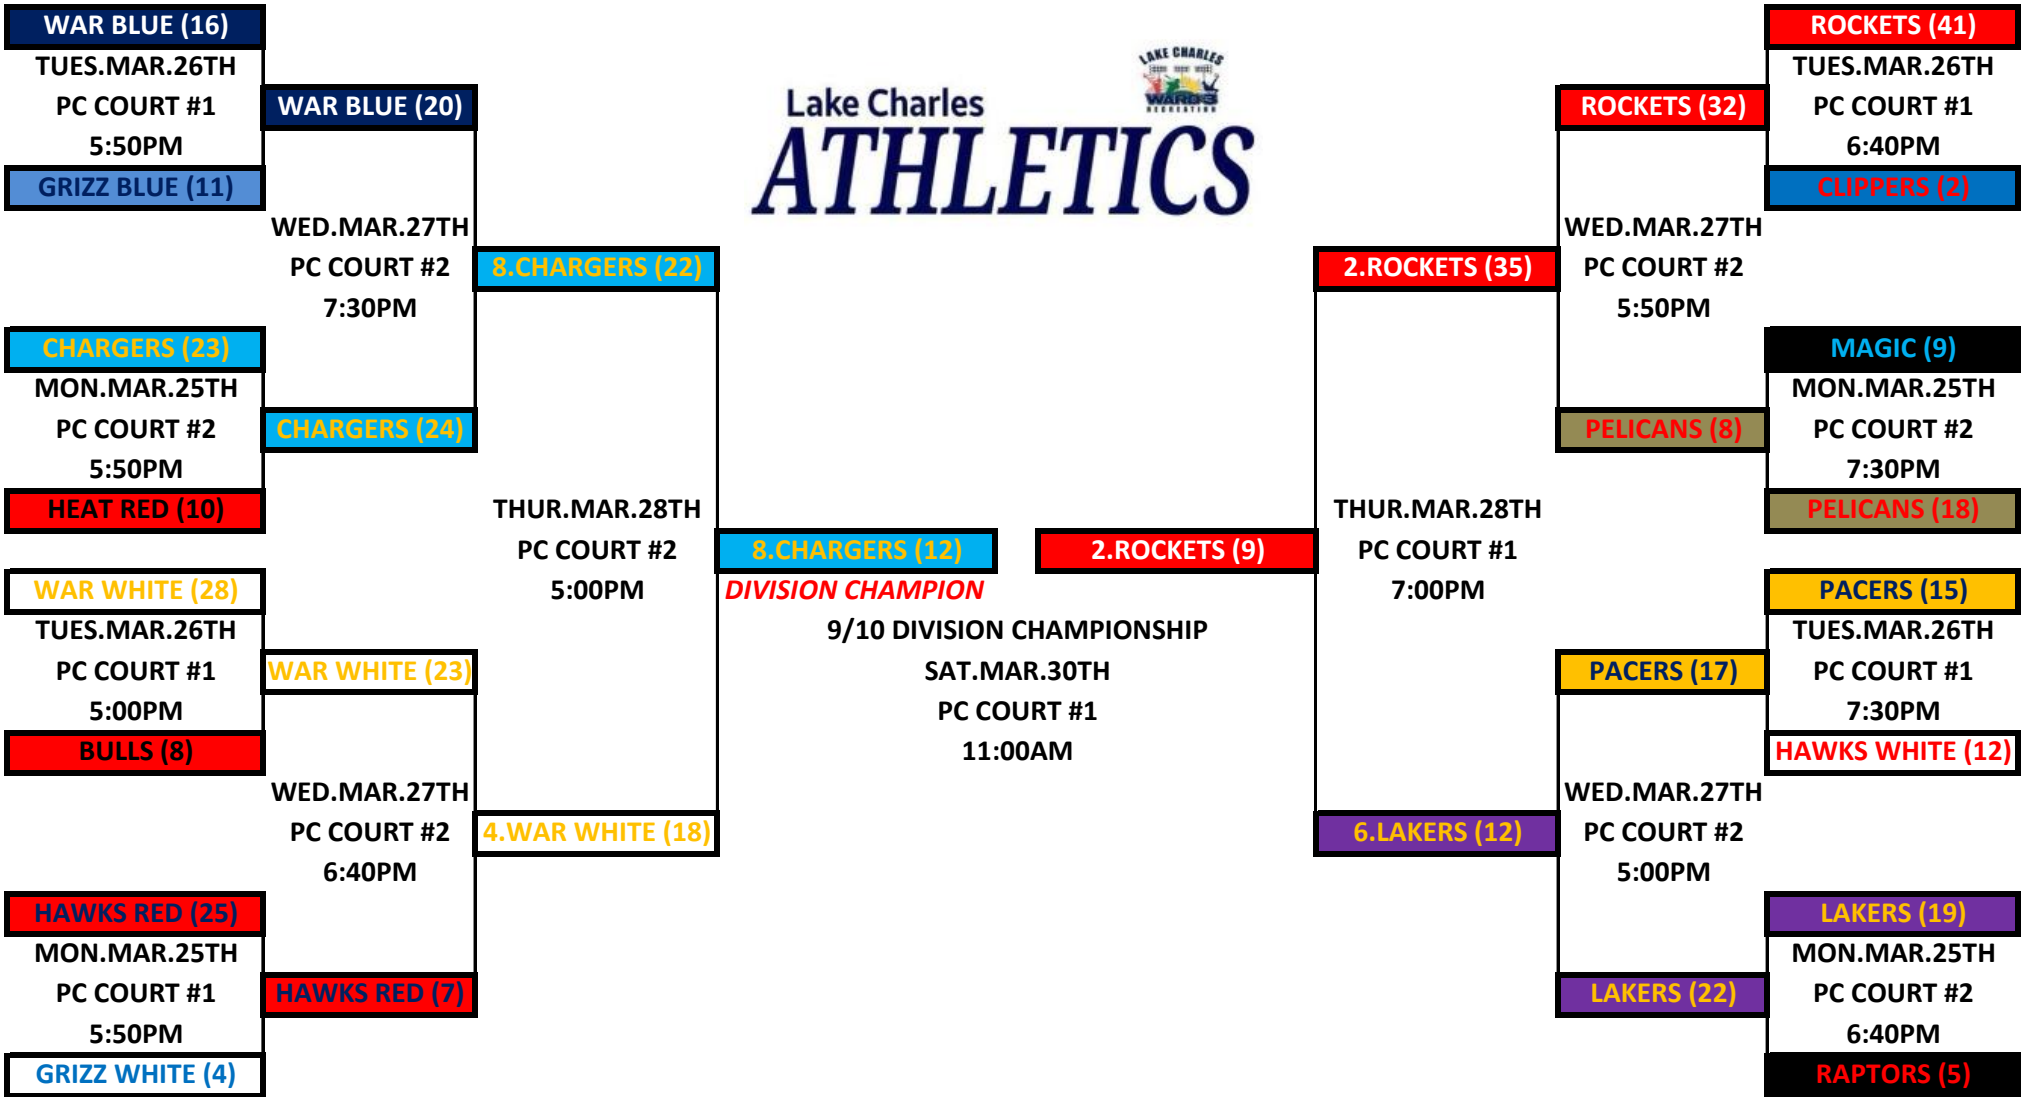 WAR BLUE (16)
TUES.MAR.26TH
PC COURT #1
5:50PM
GRIZZ BLUE (11)
CHARGERS (23)
MON.MAR.25TH
PC COURT #2
5:50PM
HEAT RED (10)
WAR WHITE (28)
TUES.MAR.26TH
PC COURT #1
5:00PM
BULLS (8)
HAWKS RED (25)
MON.MAR.25TH
PC COURT #1
5:50PM
GRIZZ WHITE (4)
WAR BLUE (20)
WED.MAR.27TH
PC COURT #2
7:30PM
CHARGERS (24)
WAR WHITE (23)
WED.MAR.27TH
PC COURT #2
6:40PM
HAWKS RED (7)
8.CHARGERS (22)
THUR.MAR.28TH
PC COURT #2
5:00PM
4.WAR WHITE (18)
LAKE CHARLES
WARD 3
RECREATION
Lake Charles
ATHLETICS
8.CHARGERS (12)
DIVISION CHAMPION
2.ROCKETS (9)
9/10 DIVISION CHAMPIONSHIP
SAT.MAR.30TH
PC COURT #1
11:00AM
2.ROCKETS (35)
THUR.MAR.28TH
PC COURT #1
7:00PM
6.LAKERS (12)
ROCKETS (32)
WED.MAR.27TH
PC COURT #2
5:50PM
PELICANS (8)
PACERS (17)
WED.MAR.27TH
PC COURT #2
5:00PM
LAKERS (22)
ROCKETS (41)
TUES.MAR.26TH
PC COURT #1
6:40PM
CLIPPERS (2)
MAGIC (9)
MON.MAR.25TH
PC COURT #2
7:30PM
PELICANS (18)
PACERS (15)
TUES.MAR.26TH
PC COURT #1
7:30PM
HAWKS WHITE (12)
LAKERS (19)
MON.MAR.25TH
PC COURT #2
6:40PM
RAPTORS (5)